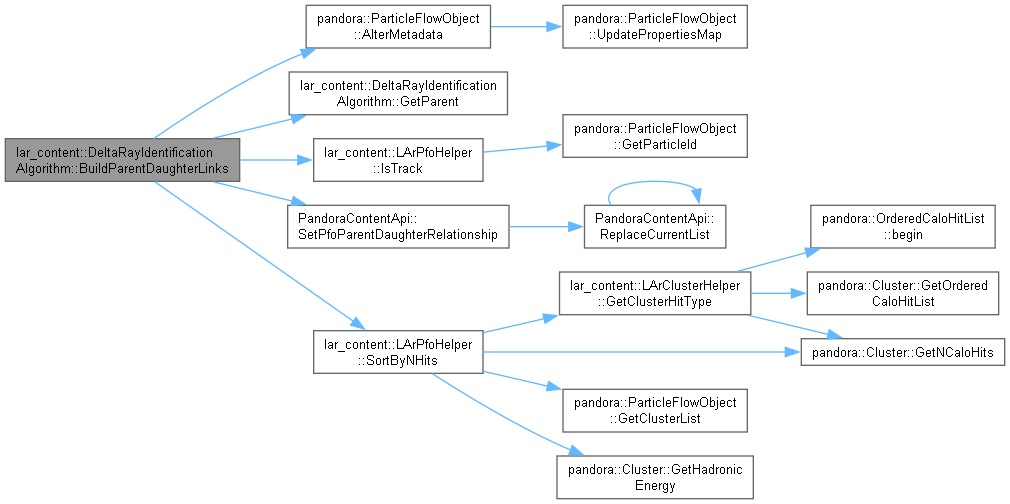 pandora::ParticleFlowObject
::AlterMetadata
pandora::ParticleFlowObject
::UpdatePropertiesMap
lar_content::DeltaRayIdentification
Algorithm::GetParent
pandora::ParticleFlowObject
::GetParticleId
lar_content::DeltaRayIdentification
Algorithm::BuildParentDaughterLinks
lar_content::LArPfoHelper
::IsTrack
PandoraContentApi::
SetPfoParentDaughterRelationship
PandoraContentApi::
ReplaceCurrentList
pandora::OrderedCaloHitList
::begin
lar_content::LArClusterHelper
::GetClusterHitType
pandora::Cluster::GetOrdered
CaloHitList
lar_content::LArPfoHelper
::SortByNHits
pandora::Cluster::GetNCaloHits
pandora::ParticleFlowObject
::GetClusterList
pandora::Cluster::GetHadronic
Energy